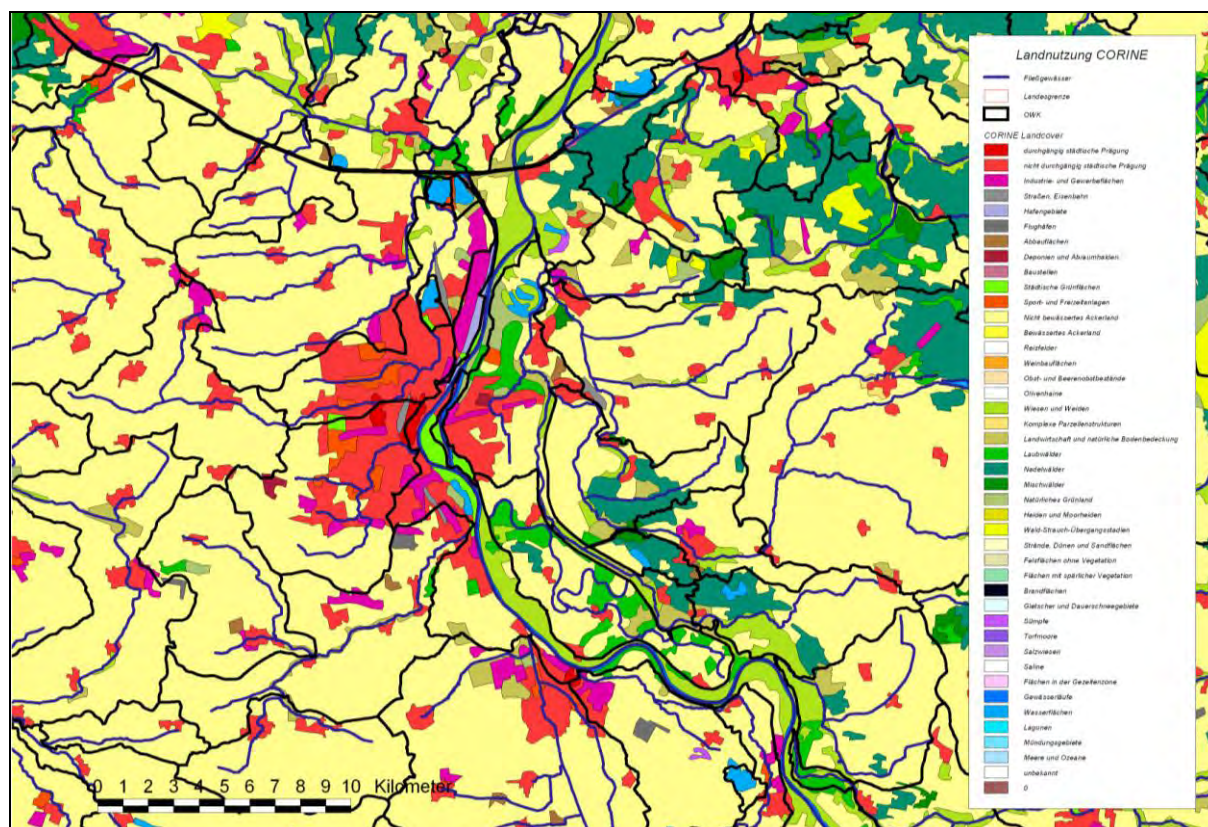 Landnutzung CORINE
Fließgewässer
Landesgrenze
OWK
CORINE Landcover
durchgängig städtische Prägung
nicht durchgängig städtische Prägung
Industrie- und Gewerbeflächen
Straßen, Eisenbahn
Hafengebiete
Flughäfen
Abbauflächen
Deponien und Abraumhalden
Baustellen
Städtische Grünflächen
Sport- und Freizeitanlagen
Nicht bewässertes Ackerland
Bewässertes Ackerland
Reisfelder
Weinbauflächen
Obst- und Beerenobstbestände
Olivenhaine
Wiesen und Weiden
Komplexe Parzellenstrukturen
Landwirtschaft und natürliche Bodenbedeckung
Laubwälder
Nadelwälder
Mischwälder
Natürliches Grünland
Heiden und Moorheiden
Wald-Strauch-Übergangsstadien
Strände, Dünen und Sandflächen
Felsflächen ohne Vegetation
Flächen mit spärlicher Vegetation
Brandflächen
Gletscher und Dauerschneegebiete
Sümpfe
Torfmoore
Salzwiesen
Saline
Flächen in der Gezeitenzone
Gewässerläufe
Wasserflächen
Lagunen
Mündungsgebiete
Meere und Ozeane
unbekannt
0
0 1 2 3 4 5 6 7 8 9 10 Kilometer